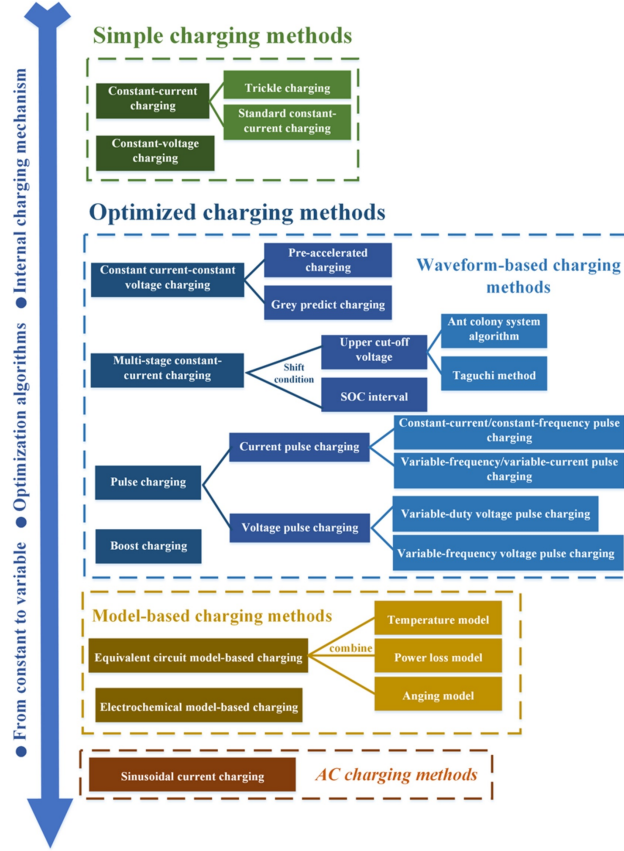 Simple charging methods
Constant-current
charging
Trickle charging
Standard constant-
current charging
Constant-voltage
charging
Optimized charging methods
Waveform-based charging
methods
Constant current-constant
voltage charging
Pre-accelerated
charging
Grey predict charging
Multi-stage constant-
current charging
Shift
condition
Upper cut-off
voltage
SOC interval
Ant colony system
algorithm
Taguchi method
Pulse charging
Current pulse charging
Constant-current/constant-frequency pulse
charging
Variable-frequency/variable-current pulse
charging
Voltage pulse charging
Variable-duty voltage pulse charging
Variable-frequency voltage pulse charging
Boost charging
Model-based charging methods
Equivalent circuit model-based charging
combine
Temperature model
Power loss model
Anging model
Electrochemical model-based charging
Sinusoidal current charging
AC charging methods
● From constant to variable ● Optimization algorithms ● Internal charging mechanism